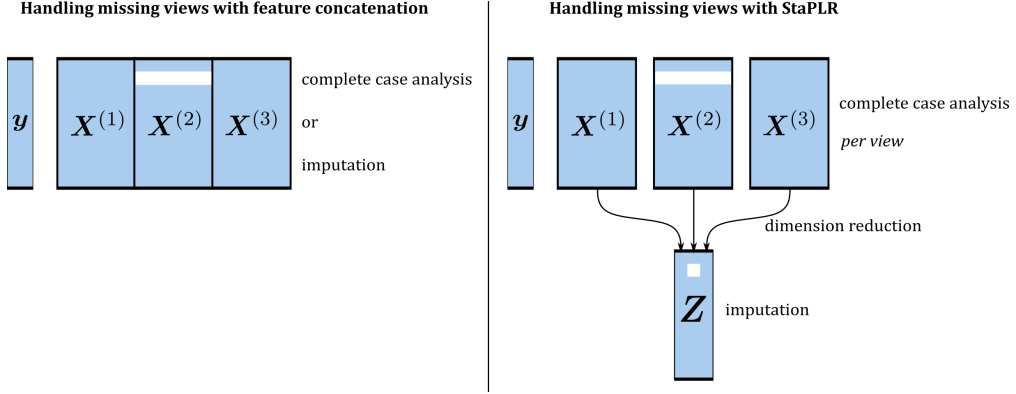 Handling missing views with feature concatenation
y
X(1)
X(2)
X(3)
complete case analysis
or
imputation
Handling missing views with StaPLR
y
X(1)
X(2)
X(3)
complete case analysis
per view
dimension reduction
Z
imputation